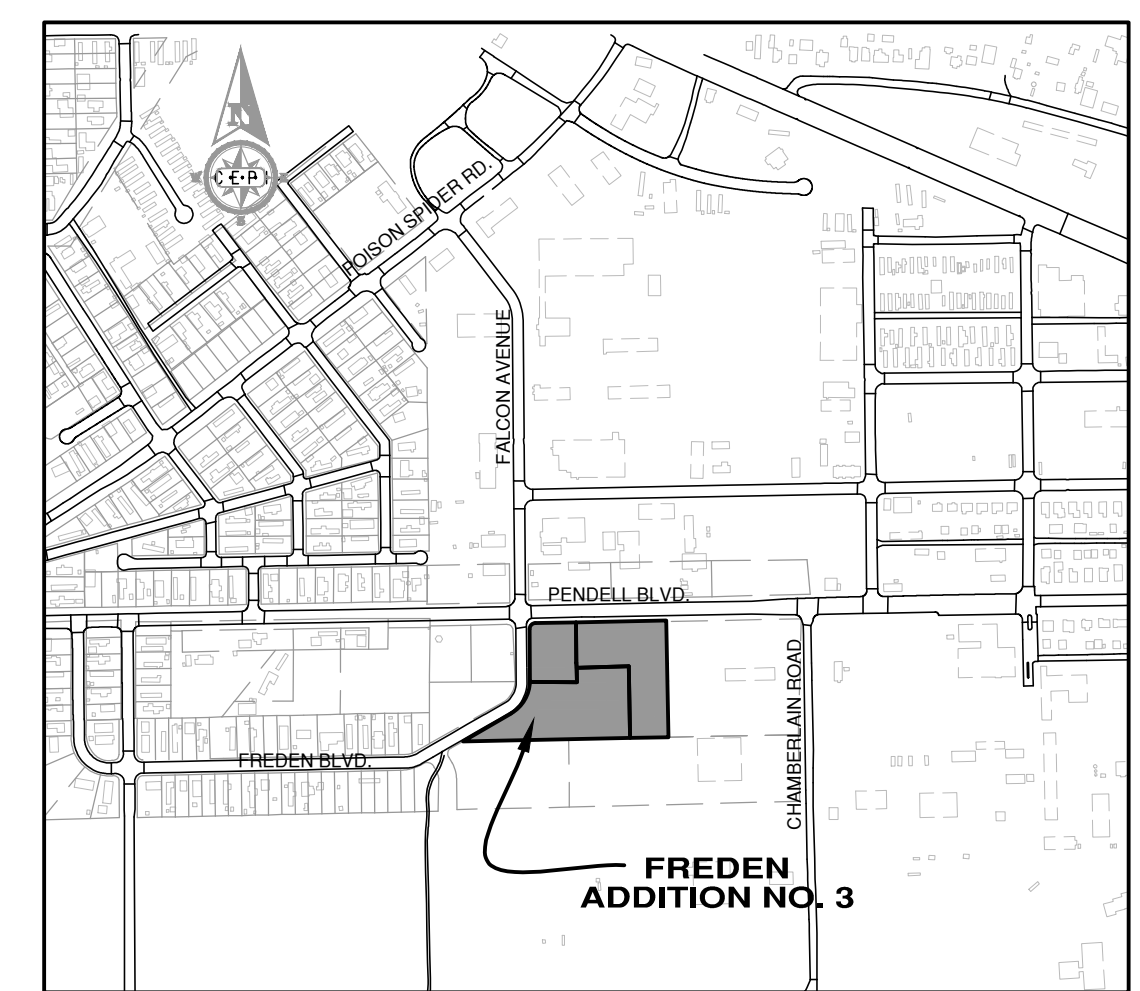 N
C·E·P·I
POISON SPIDER RD.
FALCON AVENUE
PENDELL BLVD.
CHAMBERLAIN ROAD
FREDEN BLVD.
FREDEN
ADDITION NO. 3